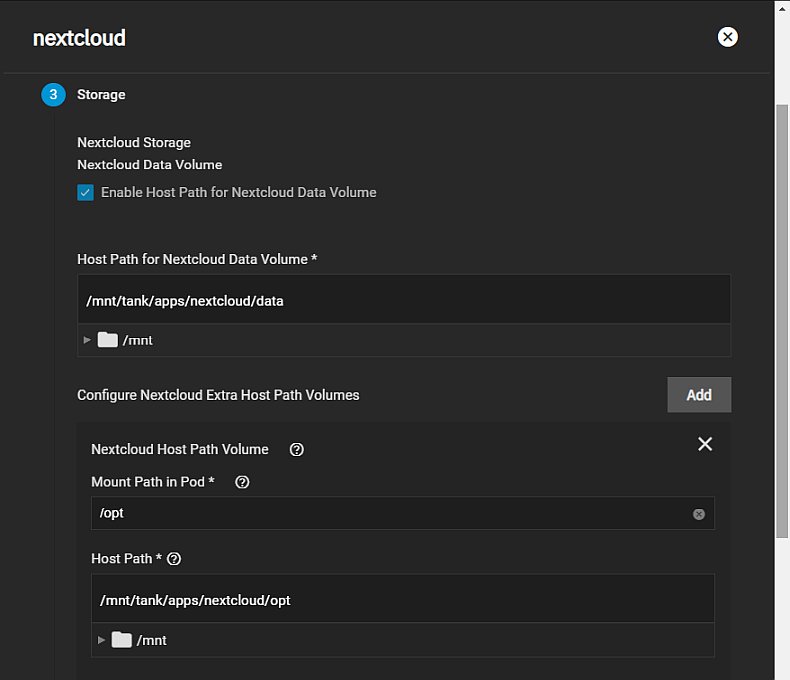 nextcloud
3 Storage
Nextcloud Storage
Nextcloud Data Volume
Enable Host Path for Nextcloud Data Volume
Host Path for Nextcloud Data Volume *
/mnt/tank/apps/nextcloud/data
/mnt
Configure Nextcloud Extra Host Path Volumes Add
Nextcloud Host Path Volume
Mount Path in Pod *
/opt
Host Path *
/mnt/tank/apps/nextcloud/opt
/mnt